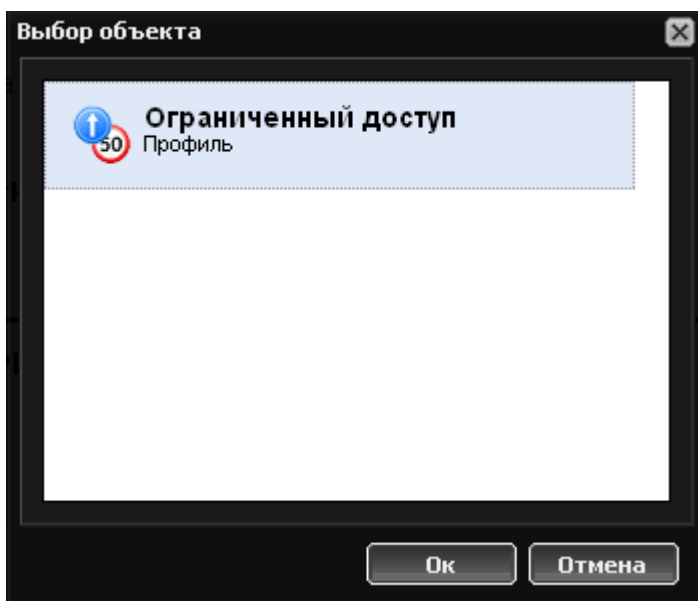 Выбор объекта
Ограниченный доступ
50
Профиль
Ок
Отмена